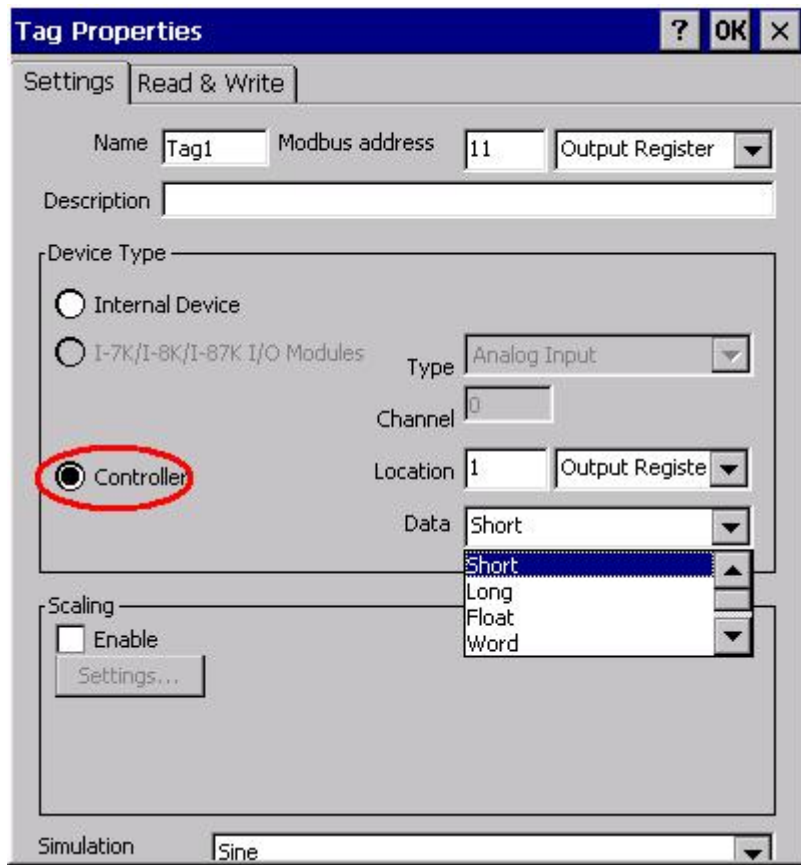 Tag Properties ? OK ×
Settings Read & Write
Name Tag1 Modbus address 11 Output Register
Description
Device Type
Internal Device
I-7K/I-8K/I-87K I/O Modules
Type Analog Input
Channel 0
Controller Location 1 Output Registe
Data Short
Short
Long
Float
Word
Scaling
Enable
Settings...
Simulation Sine